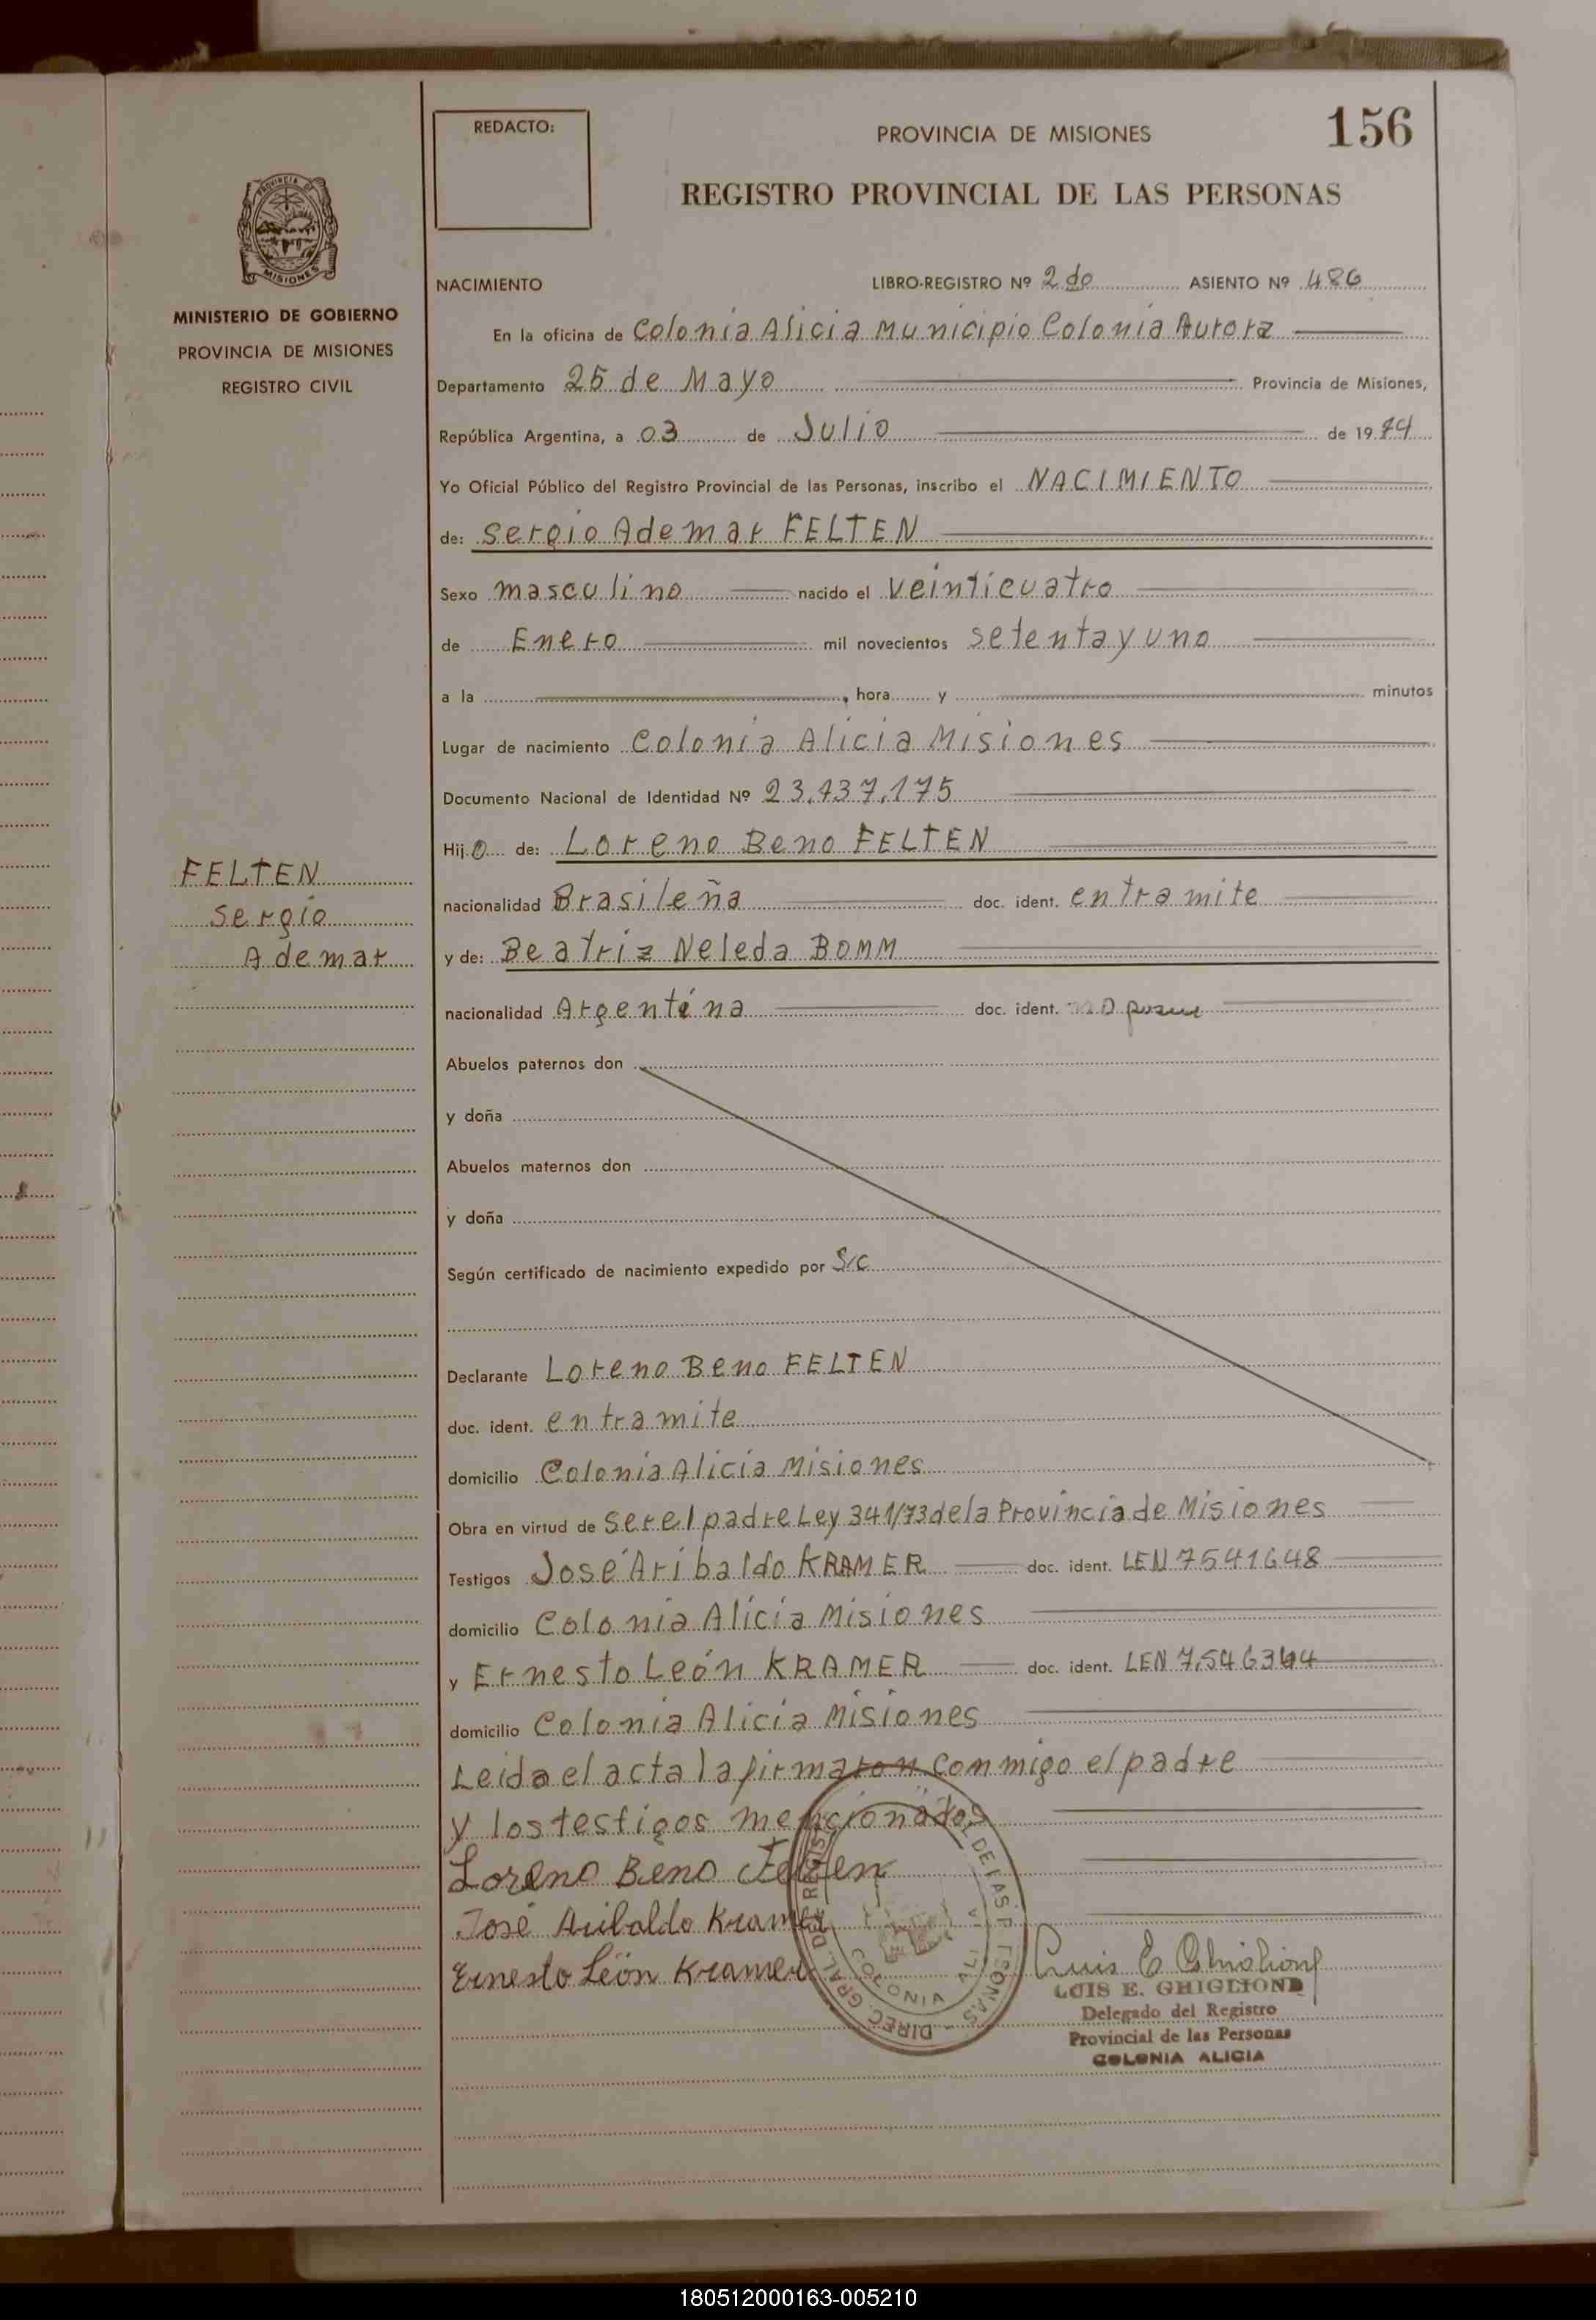 REDACTO:
PROVINCIA DE MISIONES
156
REGISTRO PROVINCIAL DE LAS PERSONAS
PROVINCIA DE
MISIONES
MINISTERIO DE GOBIERNO
PROVINCIA DE MISIONES
REGISTRO CIVIL
NACIMIENTO LIBRO-REGISTRO Nº 2do ASIENTO Nº 486
En la oficina de Colonia Alicia Municipio Colonia Aurora
Departamento 25 de Mayo Provincia de Misiones,
República Argentina, a 03 de Julio de 1974
Yo Oficial Público del Registro Provincial de las Personas, inscribo el NACIMIENTO
de: Sergio Ademar FELTEN
Sexo masculino nacido el veinticuatro
de Enero mil novecientos setenta y uno
a la , hora y minutos
Lugar de nacimiento Colonia Alicia Misiones
Documento Nacional de Identidad Nº 23.437.175
Hijo de: Loreno Beno FELTEN
FELTEN
Sergio
Ademar
nacionalidad Brasileña doc. ident. en tramite
y de: Beatriz Neleda BOMM
nacionalidad Argentina doc. ident. no posee
Abuelos paternos don
y doña
Abuelos maternos don
y doña
Según certificado de nacimiento expedido por S/C
Declarante Loreno Beno FELTEN
doc. ident. en tramite
domicilio Colonia Alicia Misiones
Obra en virtud de ser el padre Ley 341/73 de la Provincia de Misiones
Testigos José Aribaldo KRAMER doc. ident. LEN 7541648
domicilio Colonia Alicia Misiones
y Ernesto León KRAMER doc. ident. LEN 7.546344
domicilio Colonia Alicia Misiones
Leida el acta la firmaron conmigo el padre
y los testigos mencionados
Loreno Beno Felten
José Aribaldo Kramer
Ernesto León Kramer
Luis E Ghiglione
LUIS E. GHIGLIONE
Delegado del Registro
Provincial de las Personas
COLONIA ALICIA
180512000163-005210